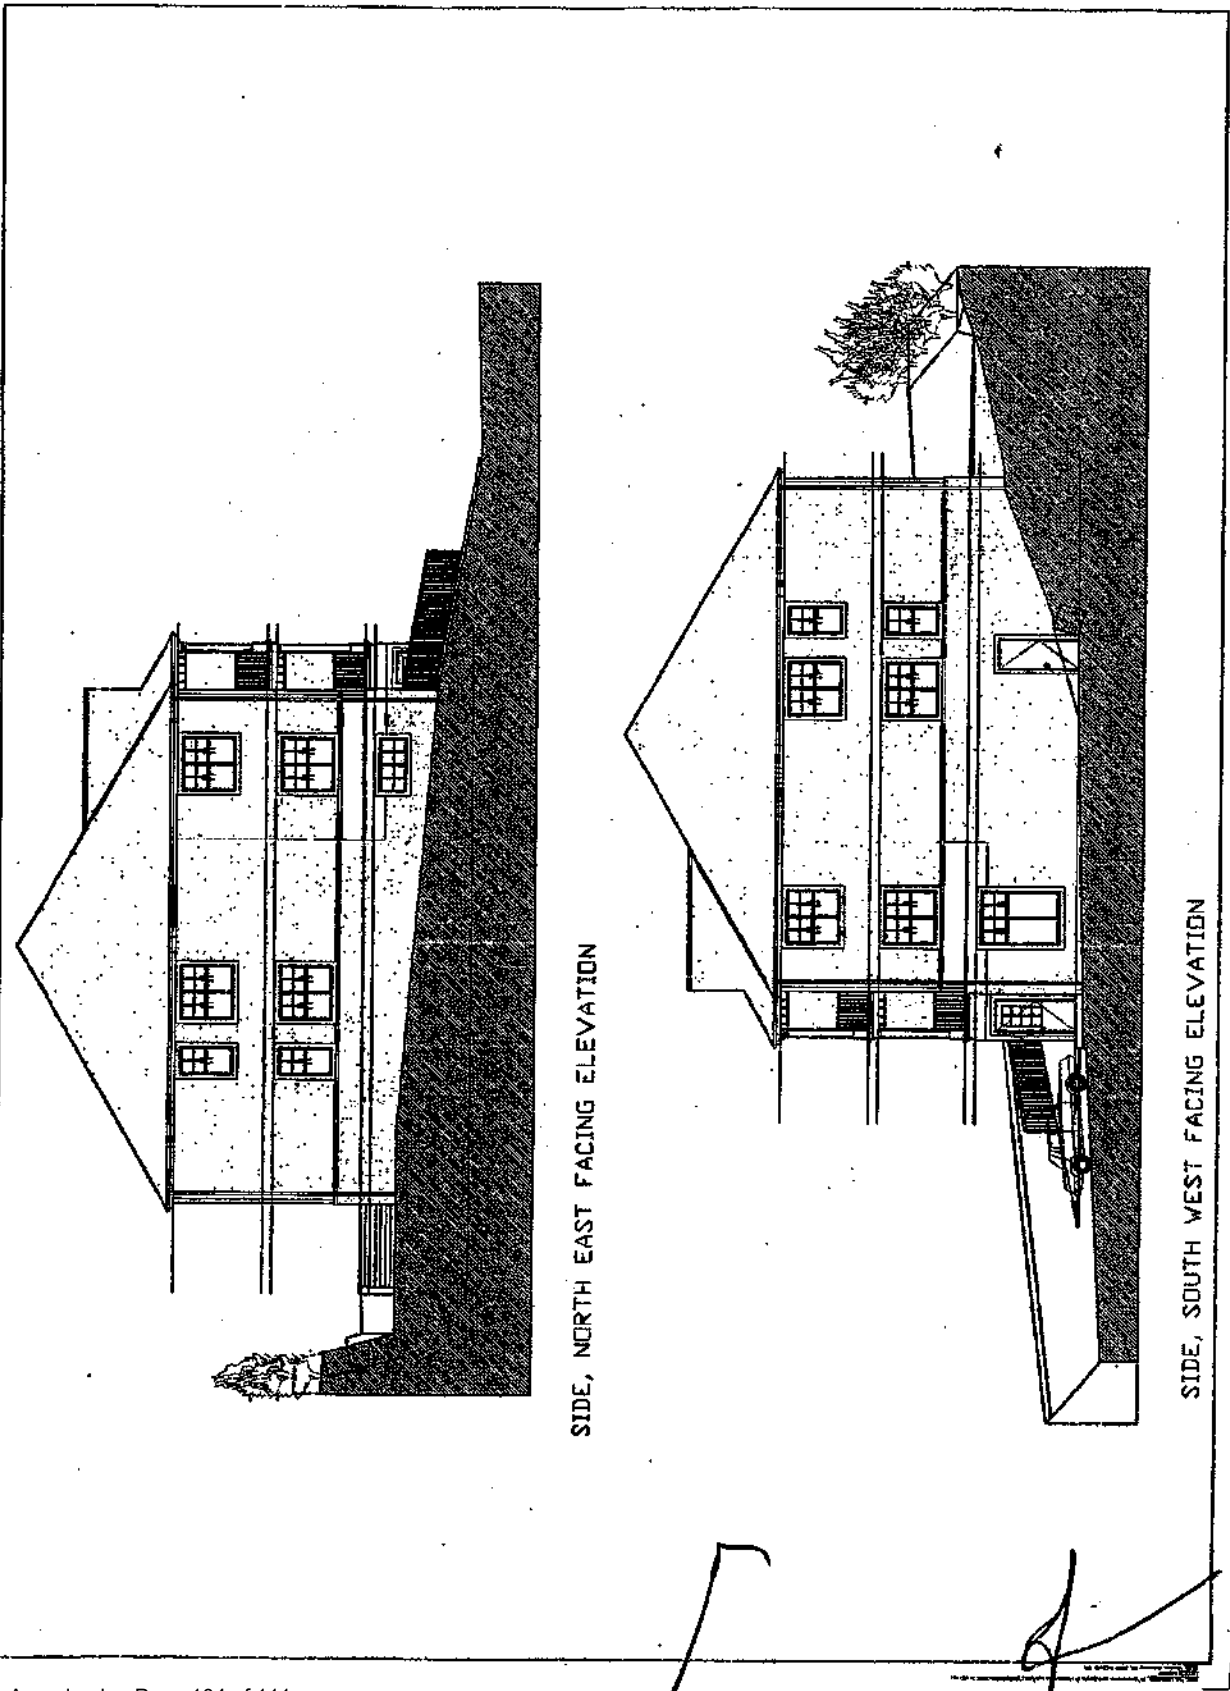 SIDE, NORTH EAST FACING ELEVATION
SIDE, SOUTH WEST FACING ELEVATION